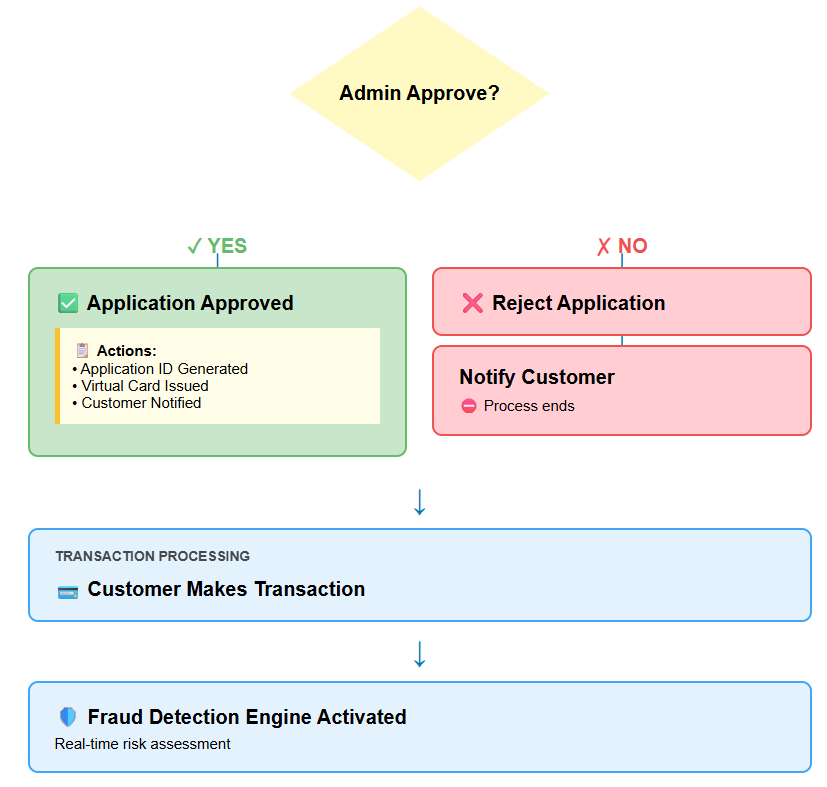 Admin Approve?
✓ YES
✗ NO
✅ Application Approved
📋 Actions:
• Application ID Generated
• Virtual Card Issued
• Customer Notified
❌ Reject Application
Notify Customer
⛔ Process ends
↓
TRANSACTION PROCESSING
💳 Customer Makes Transaction
↓
🛡️ Fraud Detection Engine Activated
Real-time risk assessment